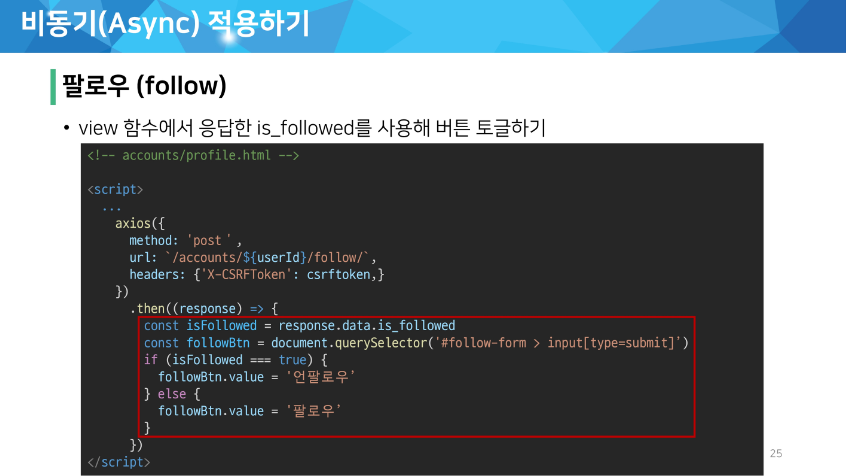 비동기(Async) 적용하기
팔로우 (follow)
• view 함수에서 응답한 is_followed를 사용해 버튼 토글하기
<!-- accounts/profile.html -->
<script>
...
axios({
method: 'post',
url: `/accounts/${userId}/follow/`,
headers: {'X-CSRFToken': csrftoken,}
})
.then((response) => {
const isFollowed = response.data.is_followed
const followBtn = document.querySelector('#follow-form > input[type=submit]')
if (isFollowed === true) {
followBtn.value = '언팔로우'
} else {
followBtn.value = '팔로우'
}
})
</script>
25